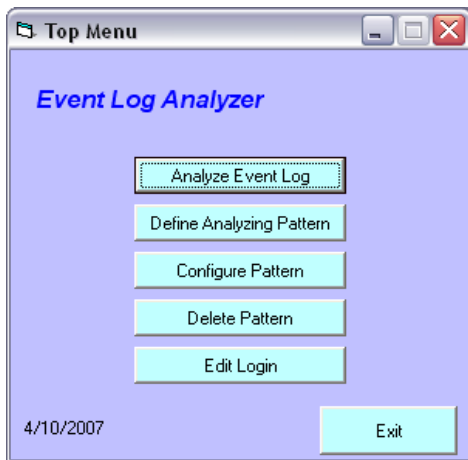 Top Menu
Event Log Analyzer
Analyze Event Log
Define Analyzing Pattern
Configure Pattern
Delete Pattern
Edit Login
4/10/2007
Exit